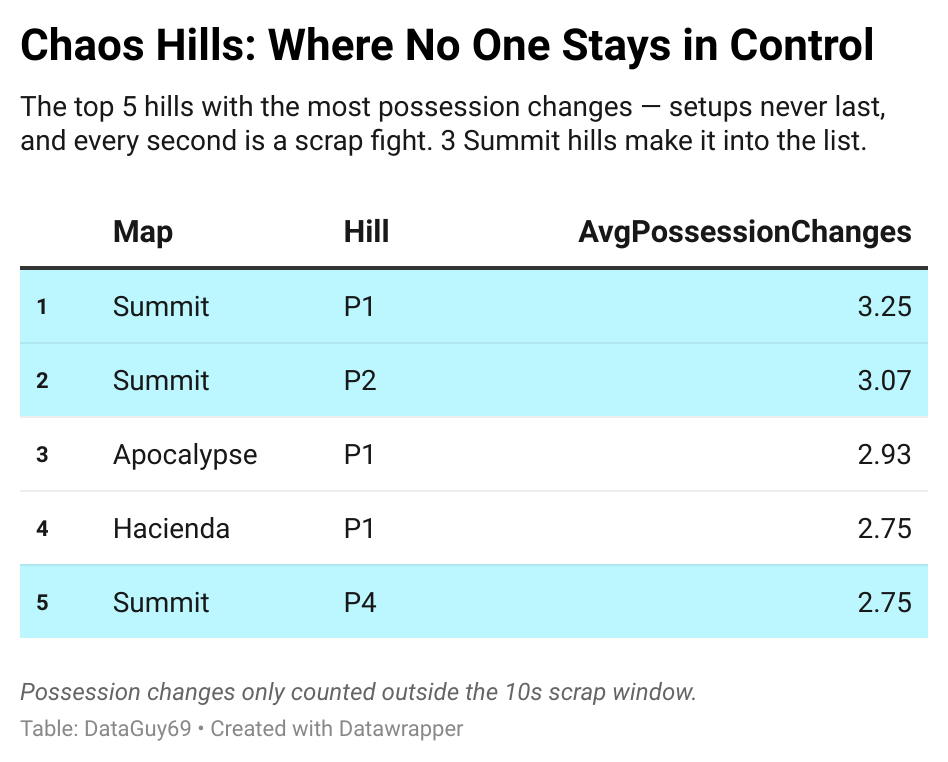 Chaos Hills: Where No One Stays in Control
The top 5 hills with the most possession changes — setups never last,
and every second is a scrap fight. 3 Summit hills make it into the list.
Map Hill AvgPossessionChanges
1 Summit P1 3.25
2 Summit P2 3.07
3 Apocalypse P1 2.93
4 Hacienda P1 2.75
5 Summit P4 2.75
Possession changes only counted outside the 10s scrap window.
Table: DataGuy69 • Created with Datawrapper